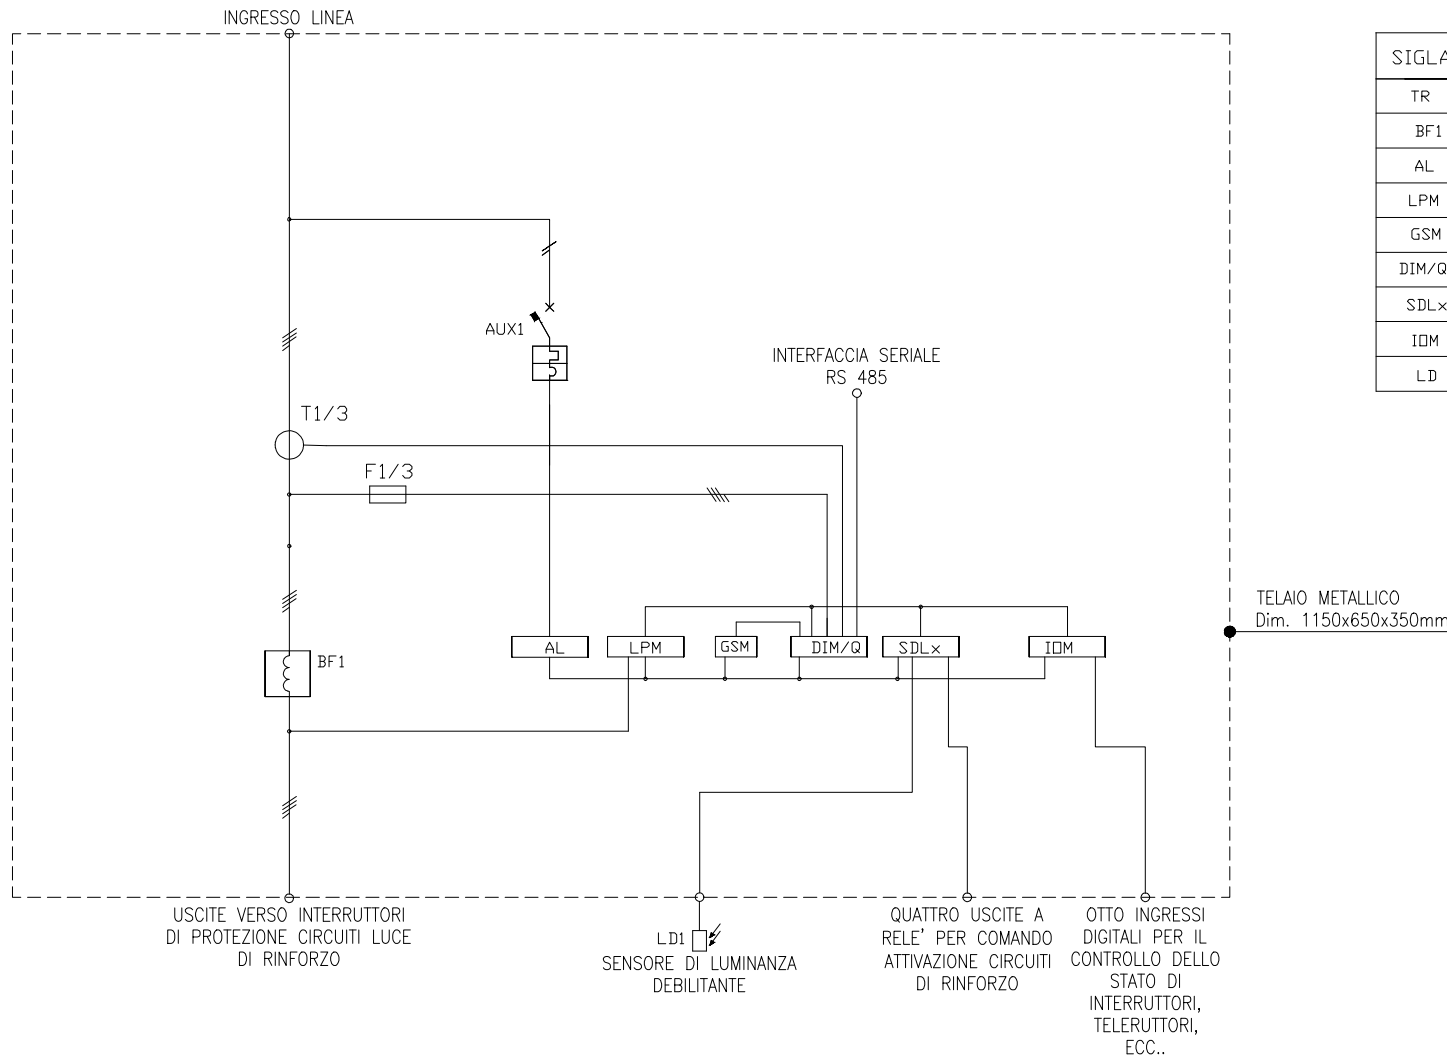 INGRESSO LINEA
SIGLA
TR
BF1
AL
LPM
GSM
DIM/Q
SDLx
IOM
LD
AUX1
INTERFACCIA SERIALE
RS 485
T1/3
F1/3
TELAIO METALLICO
Dim. 1150x650x350mm
AL
LPM
GSM
DIM/Q
SDLx
IOM
BF1
USCITE VERSO INTERRUTTORI
DI PROTEZIONE CIRCUITI LUCE
DI RINFORZO
LD1
SENSORE DI LUMINANZA
DEBILITANTE
QUATTRO USCITE A
RELE' PER COMANDO
ATTIVAZIONE CIRCUITI
DI RINFORZO
OTTO INGRESSI
DIGITALI PER IL
CONTROLLO DELLO
STATO DI
INTERRUTTORI,
TELERUTTORI,
ECC..